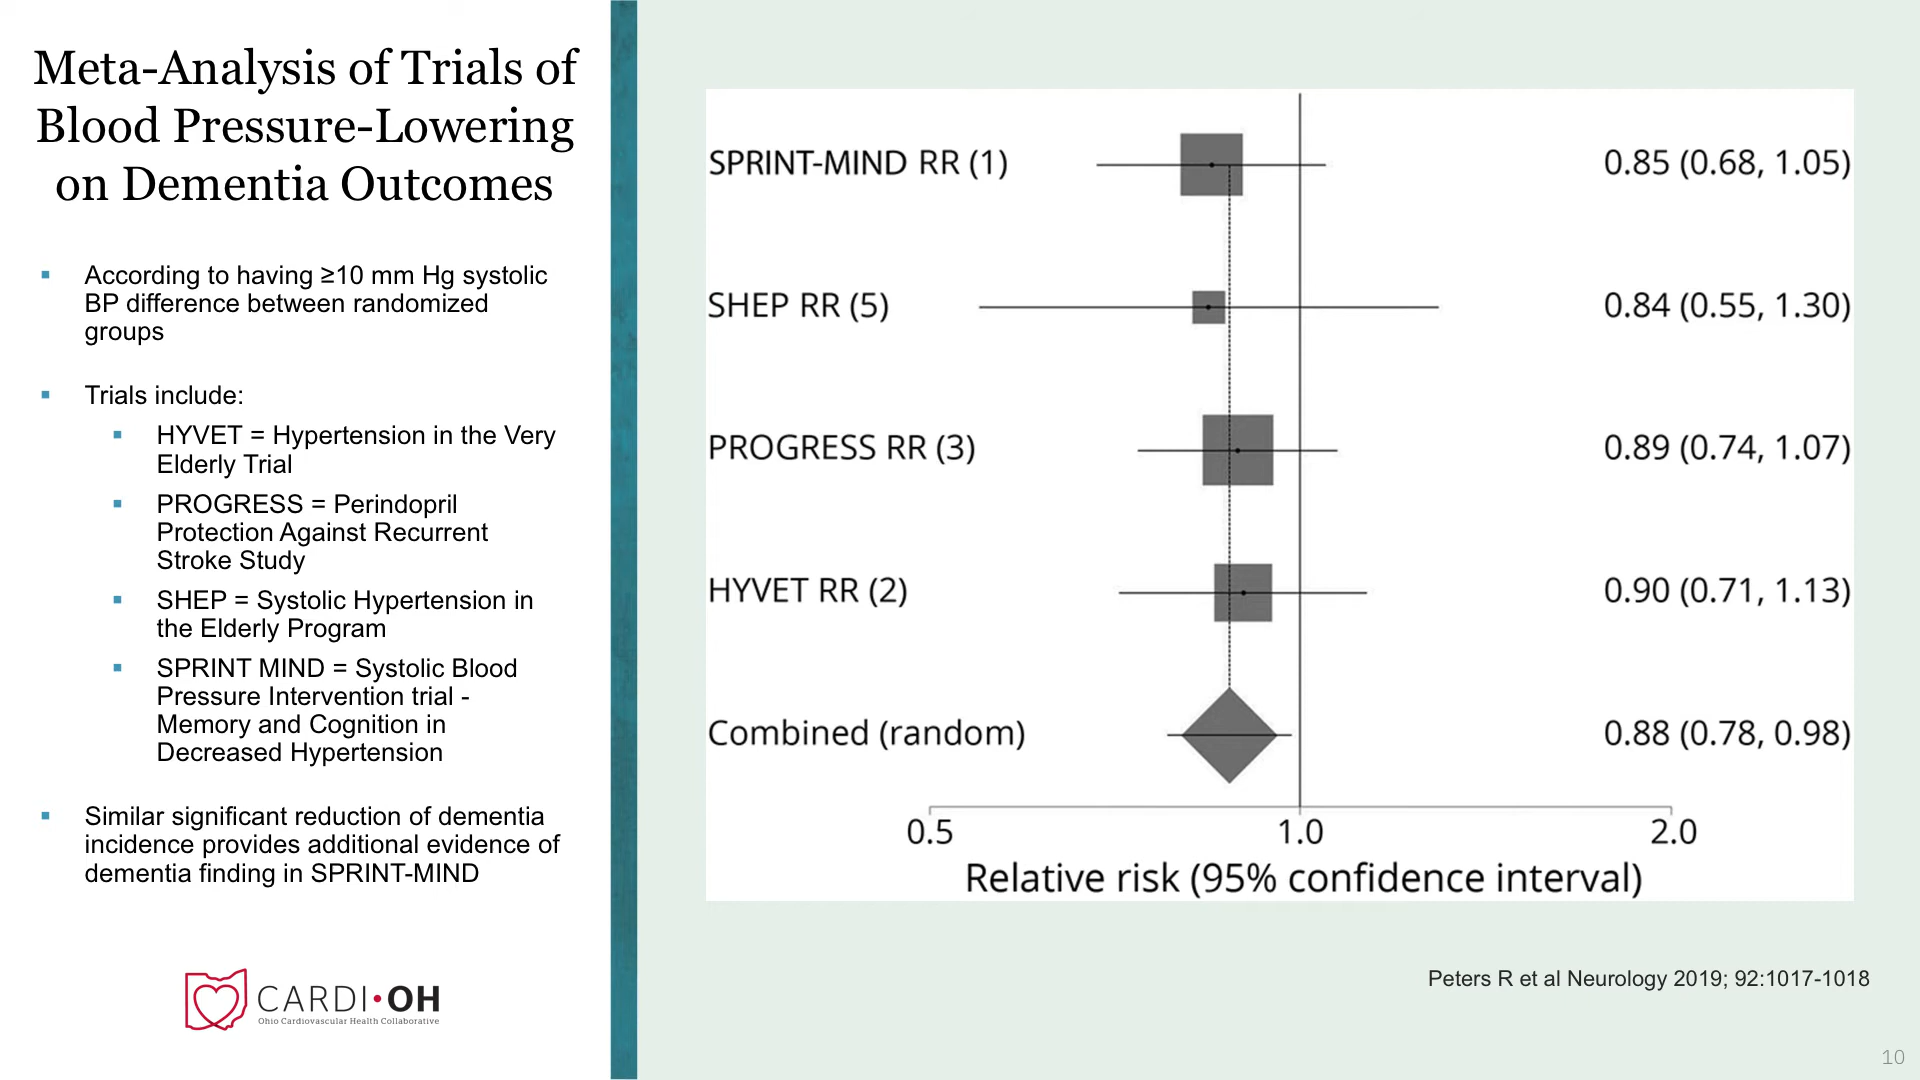 Meta-Analysis of Trials of
Blood Pressure-Lowering
on Dementia Outcomes
▪ According to having ≥10 mm Hg systolic
BP difference between randomized
groups
▪ Trials include:
▪ HYVET = Hypertension in the Very
Elderly Trial
▪ PROGRESS = Perindopril
Protection Against Recurrent
Stroke Study
▪ SHEP = Systolic Hypertension in
the Elderly Program
▪ SPRINT MIND = Systolic Blood
Pressure Intervention trial -
Memory and Cognition in
Decreased Hypertension
▪ Similar significant reduction of dementia
incidence provides additional evidence of
dementia finding in SPRINT-MIND
CARDI•OH
Ohio Cardiovascular Health Collaborative
SPRINT-MIND RR (1) 0.85 (0.68, 1.05)
SHEP RR (5) 0.84 (0.55, 1.30)
PROGRESS RR (3) 0.89 (0.74, 1.07)
HYVET RR (2) 0.90 (0.71, 1.13)
Combined (random) 0.88 (0.78, 0.98)
0.5 1.0 2.0
Relative risk (95% confidence interval)
Peters R et al Neurology 2019; 92:1017-1018
10